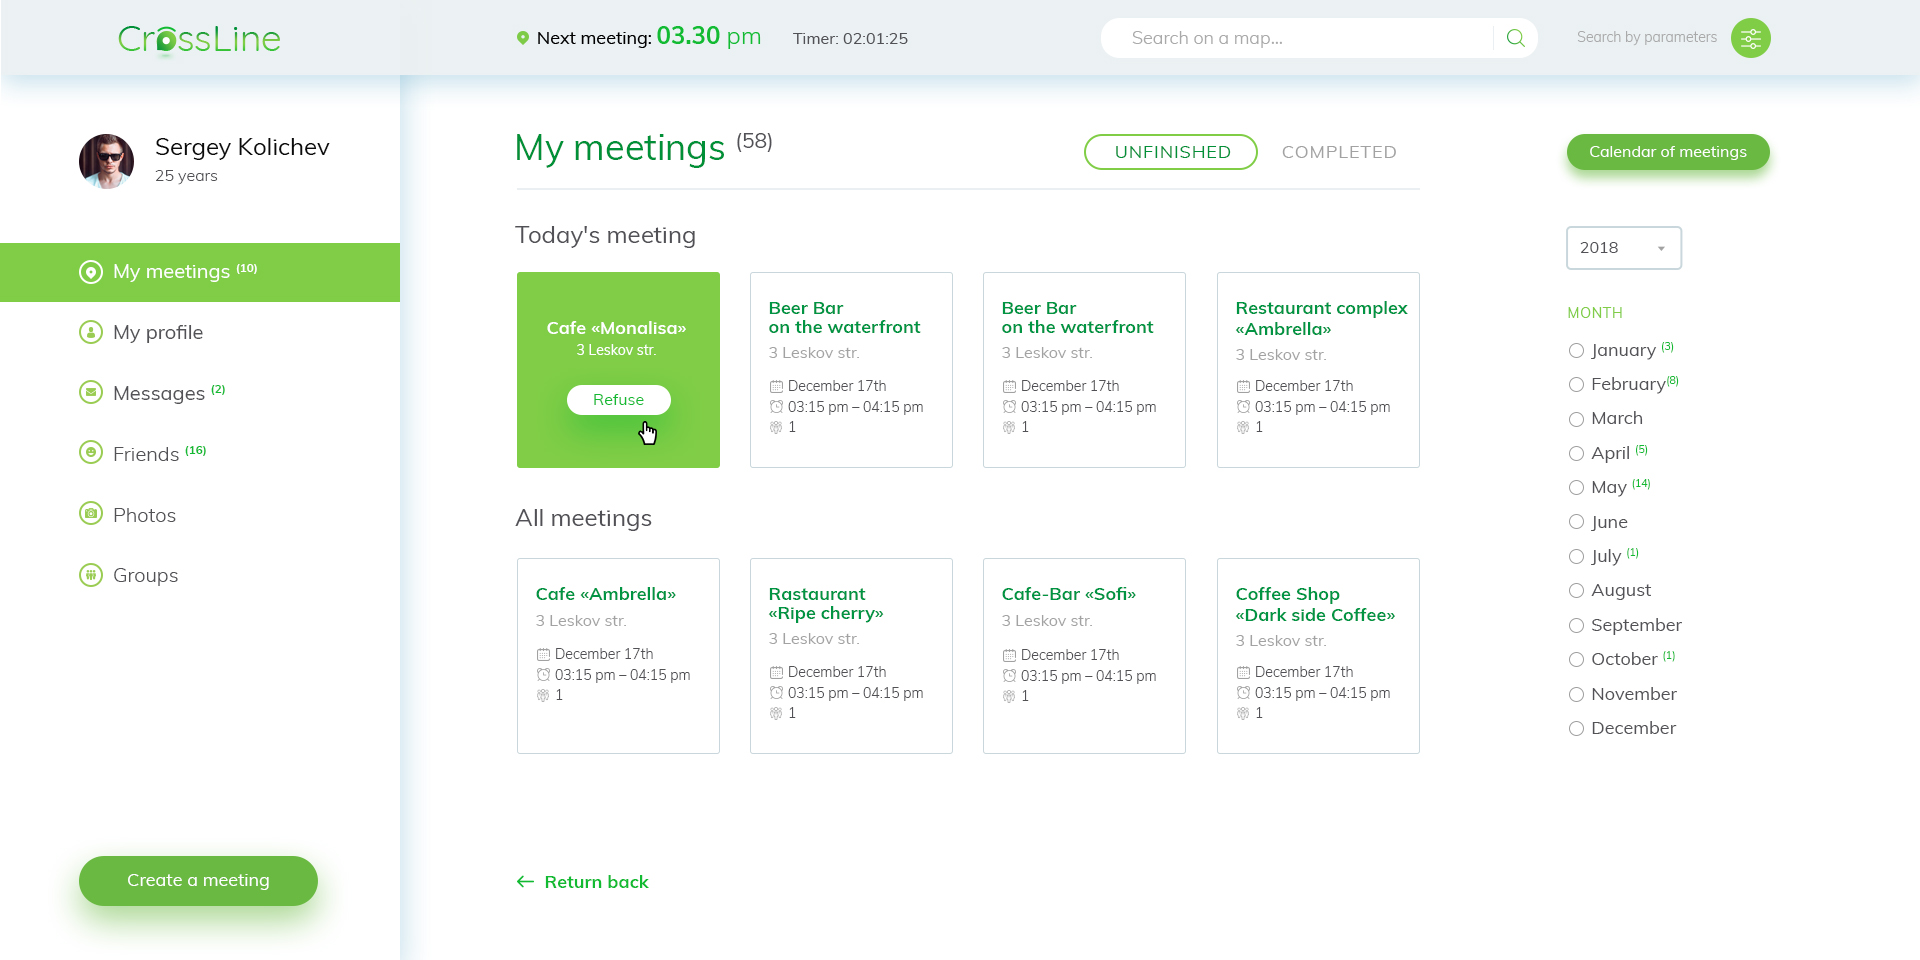 CrossLine
Next meeting: 03.30 pm
Timer: 02:01:25
Search on a map...
Search by parameters
Sergey Kolichev
25 years
My meetings (10)
My profile
Messages (2)
Friends (16)
Photos
Groups
Create a meeting
My meetings (58)
UNFINISHED
COMPLETED
Today's meeting
Cafe «Monalisa»
3 Leskov str.
Refuse
Beer Bar
on the waterfront
3 Leskov str.
December 17th
03:15 pm – 04:15 pm
1
Beer Bar
on the waterfront
3 Leskov str.
December 17th
03:15 pm – 04:15 pm
1
Restaurant complex
«Ambrella»
3 Leskov str.
December 17th
03:15 pm – 04:15 pm
1
All meetings
Cafe «Ambrella»
3 Leskov str.
December 17th
03:15 pm – 04:15 pm
1
Rastaurant
«Ripe cherry»
3 Leskov str.
December 17th
03:15 pm – 04:15 pm
1
Cafe-Bar «Sofi»
3 Leskov str.
December 17th
03:15 pm – 04:15 pm
1
Coffee Shop
«Dark side Coffee»
3 Leskov str.
December 17th
03:15 pm – 04:15 pm
1
Return back
Calendar of meetings
2018
MONTH
January (3)
February(8)
March
April (5)
May (14)
June
July (1)
August
September
October (1)
November
December